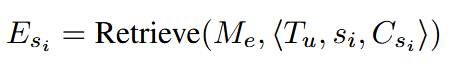 E_{s_i} = Retrieve(M_e, ⟨T_u, s_i, C_{s_i}⟩)